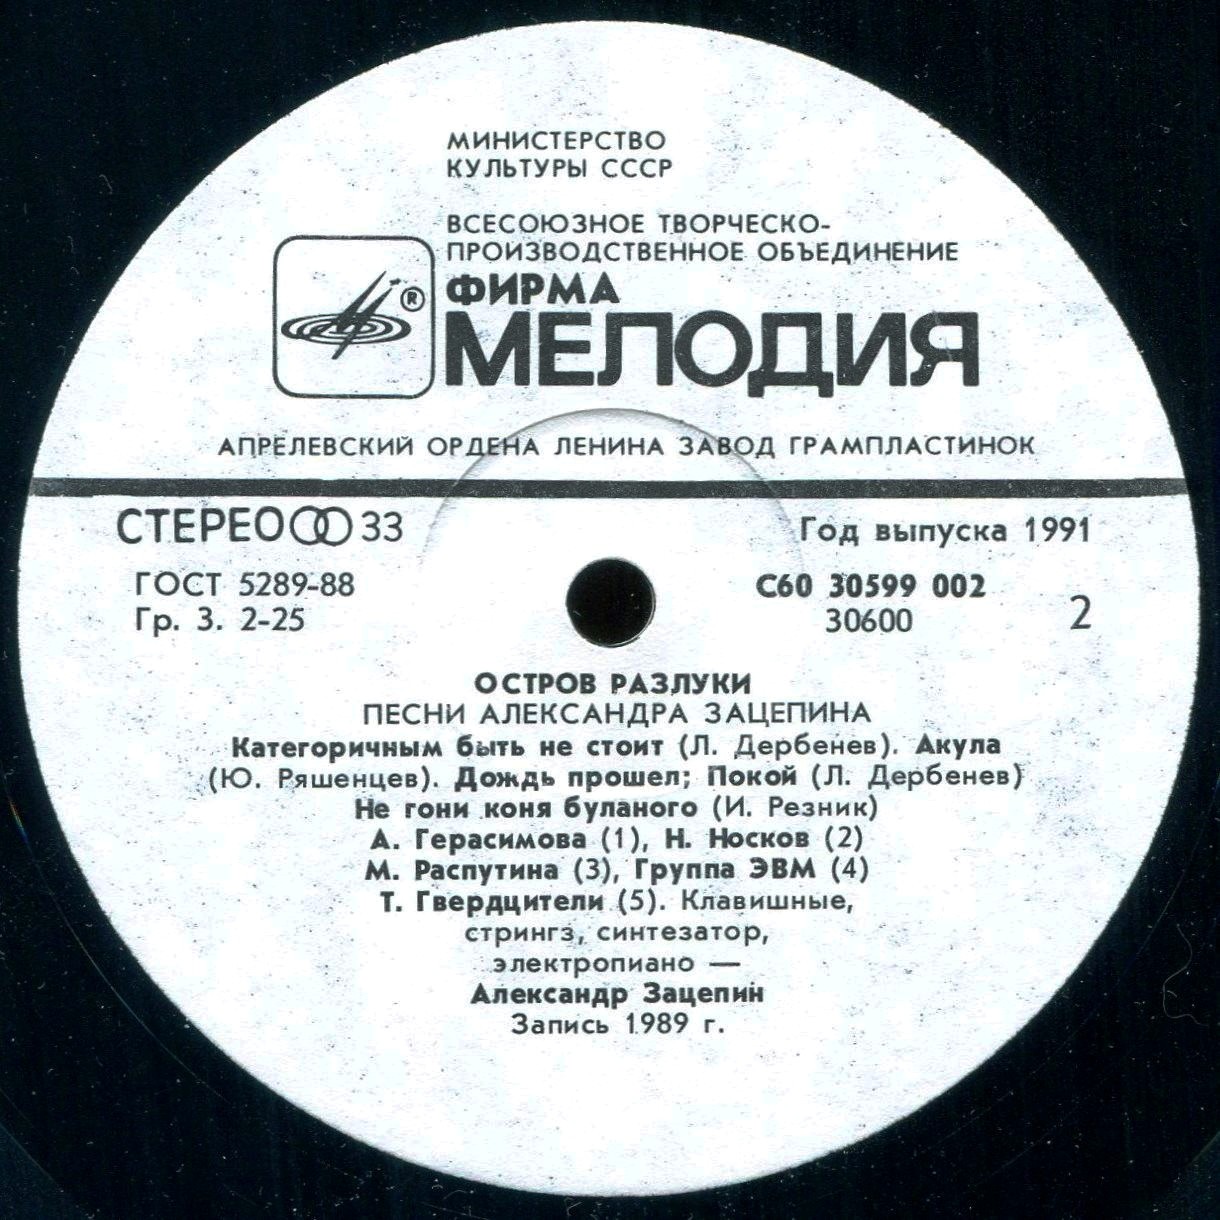 МИНИСТЕРСТВО
КУЛЬТУРЫ СССР
ВСЕСОЮЗНОЕ ТВОРЧЕСКО-
ПРОИЗВОДСТВЕННОЕ ОБЪЕДИНЕНИЕ
ФИРМА
®
МЕЛОДИЯ
АПРЕЛЕВСКИЙ ОРДЕНА ЛЕНИНА ЗАВОД ГРАМПЛАСТИНОК
СТЕРЕО 33
Год выпуска 1991
ГОСТ 5289-88
С60 30599 002
Гр. 3. 2-25
30600
2
ОСТРОВ РАЗЛУКИ
ПЕСНИ АЛЕКСАНДРА ЗАЦЕПИНА
Категоричным быть не стоит (Л. Дербенев). Акула
(Ю. Ряшенцев). Дождь прошел; Покой (Л. Дербенев)
Не гони коня буланого (И. Резник)
А. Герасимова (1), Н. Носков (2)
М. Распутина (3), Группа ЭВМ (4)
Т. Гвердцители (5). Клавишные,
стрингз, синтезатор,
электропиано —
Александр Зацепин
Запись 1989 г.